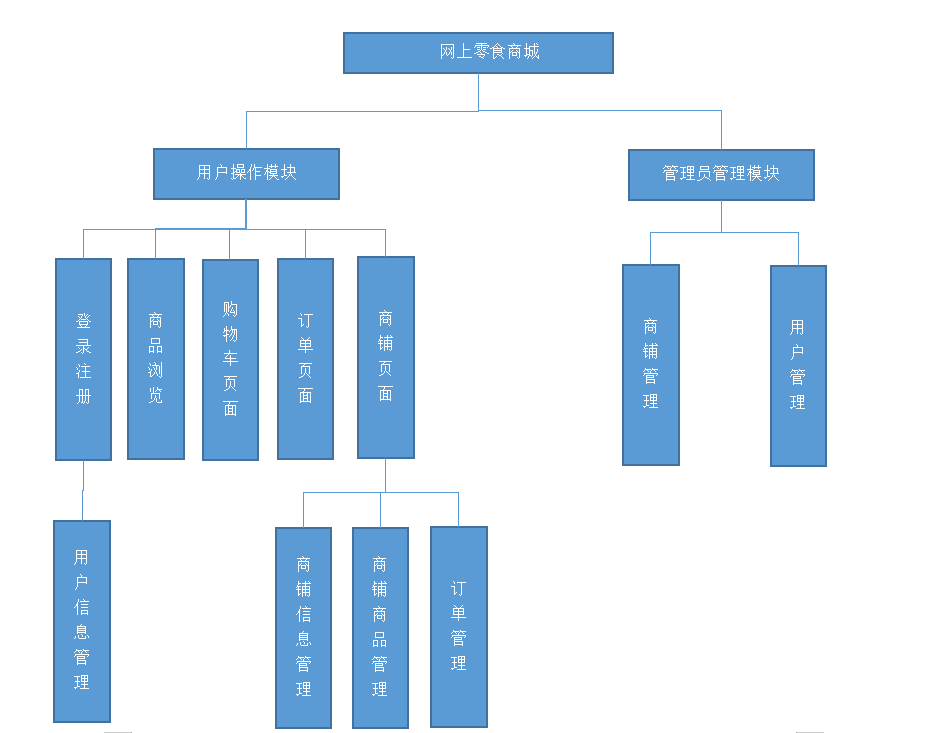 网上零食商城
用户操作模块
管理员管理模块
登录注册
商品浏览
购物车页面
订单页面
商铺页面
商铺管理
用户管理
用户信息管理
商铺信息管理
商铺商品管理
订单管理